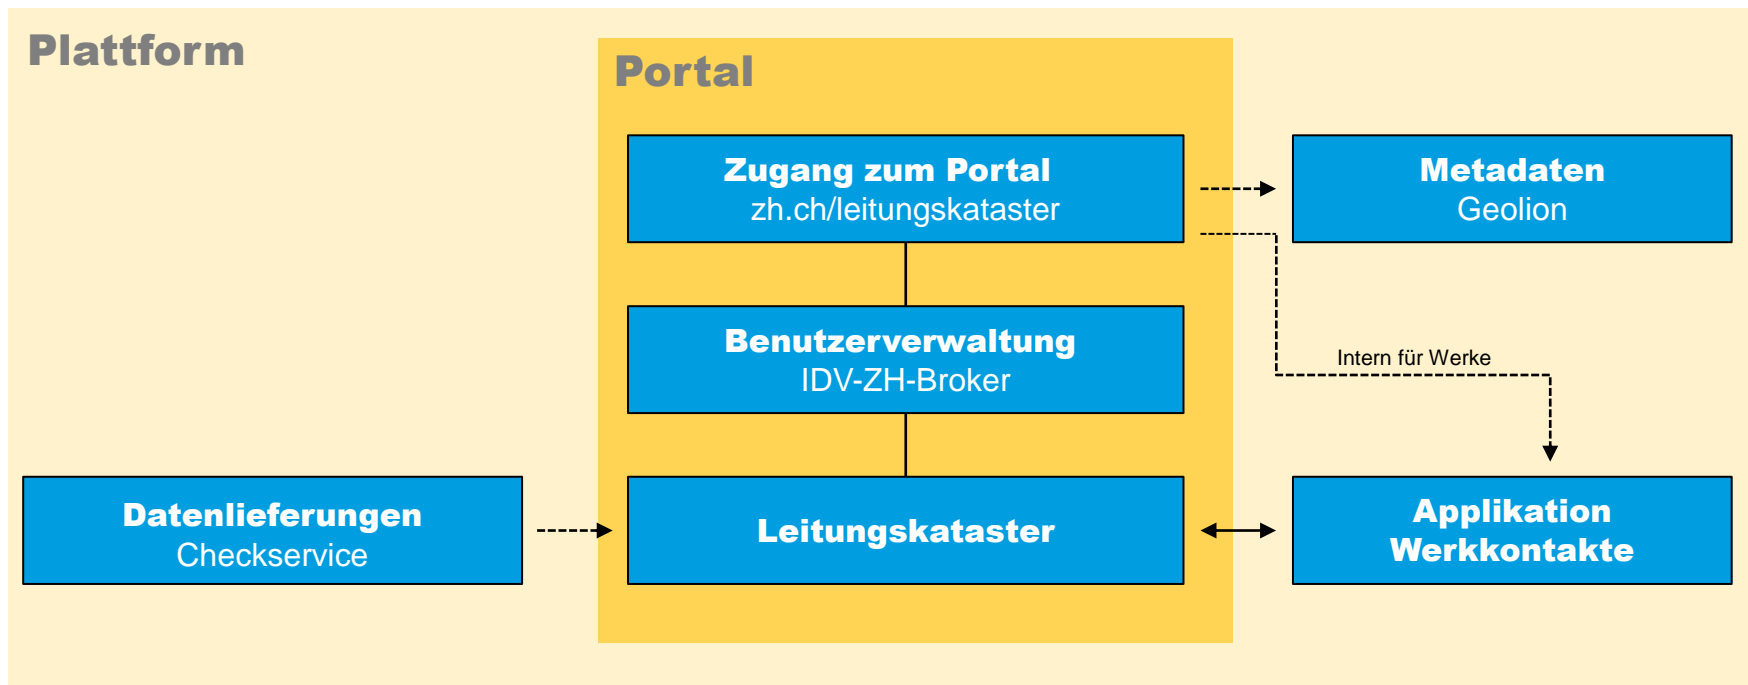 Plattform
Portal
Zugang zum Portal
zh.ch/leitungskataster
Metadaten
Geolion
Benutzerverwaltung
IDV-ZH-Broker
Intern für Werke
Datenlieferungen
Checkservice
Leitungskataster
Applikation
Werkkontakte